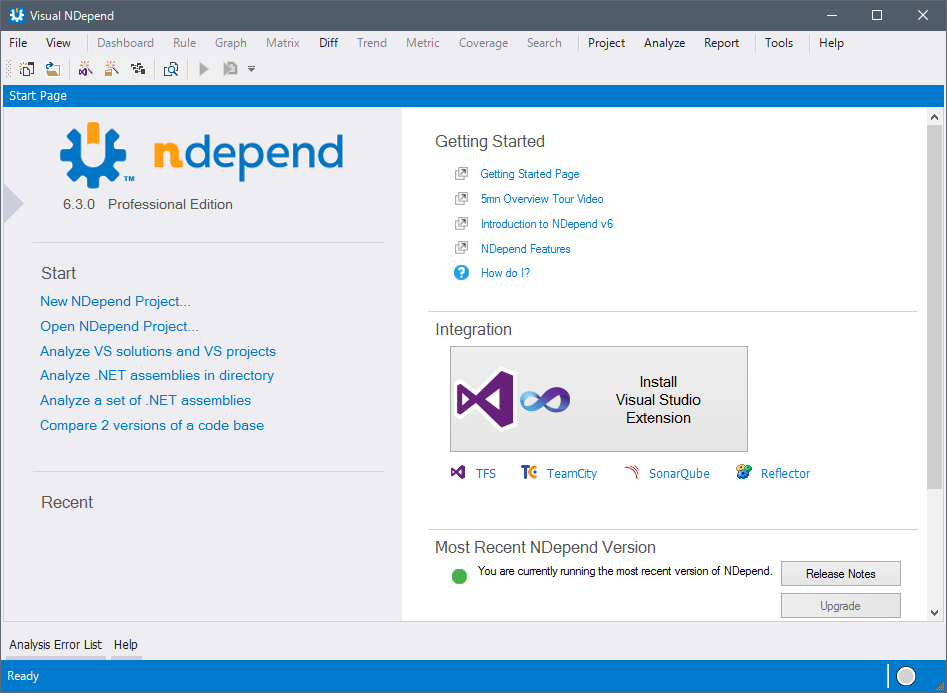 Visual NDepend
File View Dashboard Rule Graph Matrix Diff Trend Metric Coverage Search Project Analyze Report Tools Help
Start Page
ndepend™
6.3.0 Professional Edition
Start
New NDepend Project...
Open NDepend Project...
Analyze VS solutions and VS projects
Analyze .NET assemblies in directory
Analyze a set of .NET assemblies
Compare 2 versions of a code base
Recent
Getting Started
Getting Started Page
5mn Overview Tour Video
Introduction to NDepend v6
NDepend Features
? How do I?
Integration
Install
Visual Studio
Extension
TFS TC TeamCity SonarQube Reflector
Most Recent NDepend Version
You are currently running the most recent version of NDepend. Release Notes
Upgrade
Analysis Error List Help
Ready